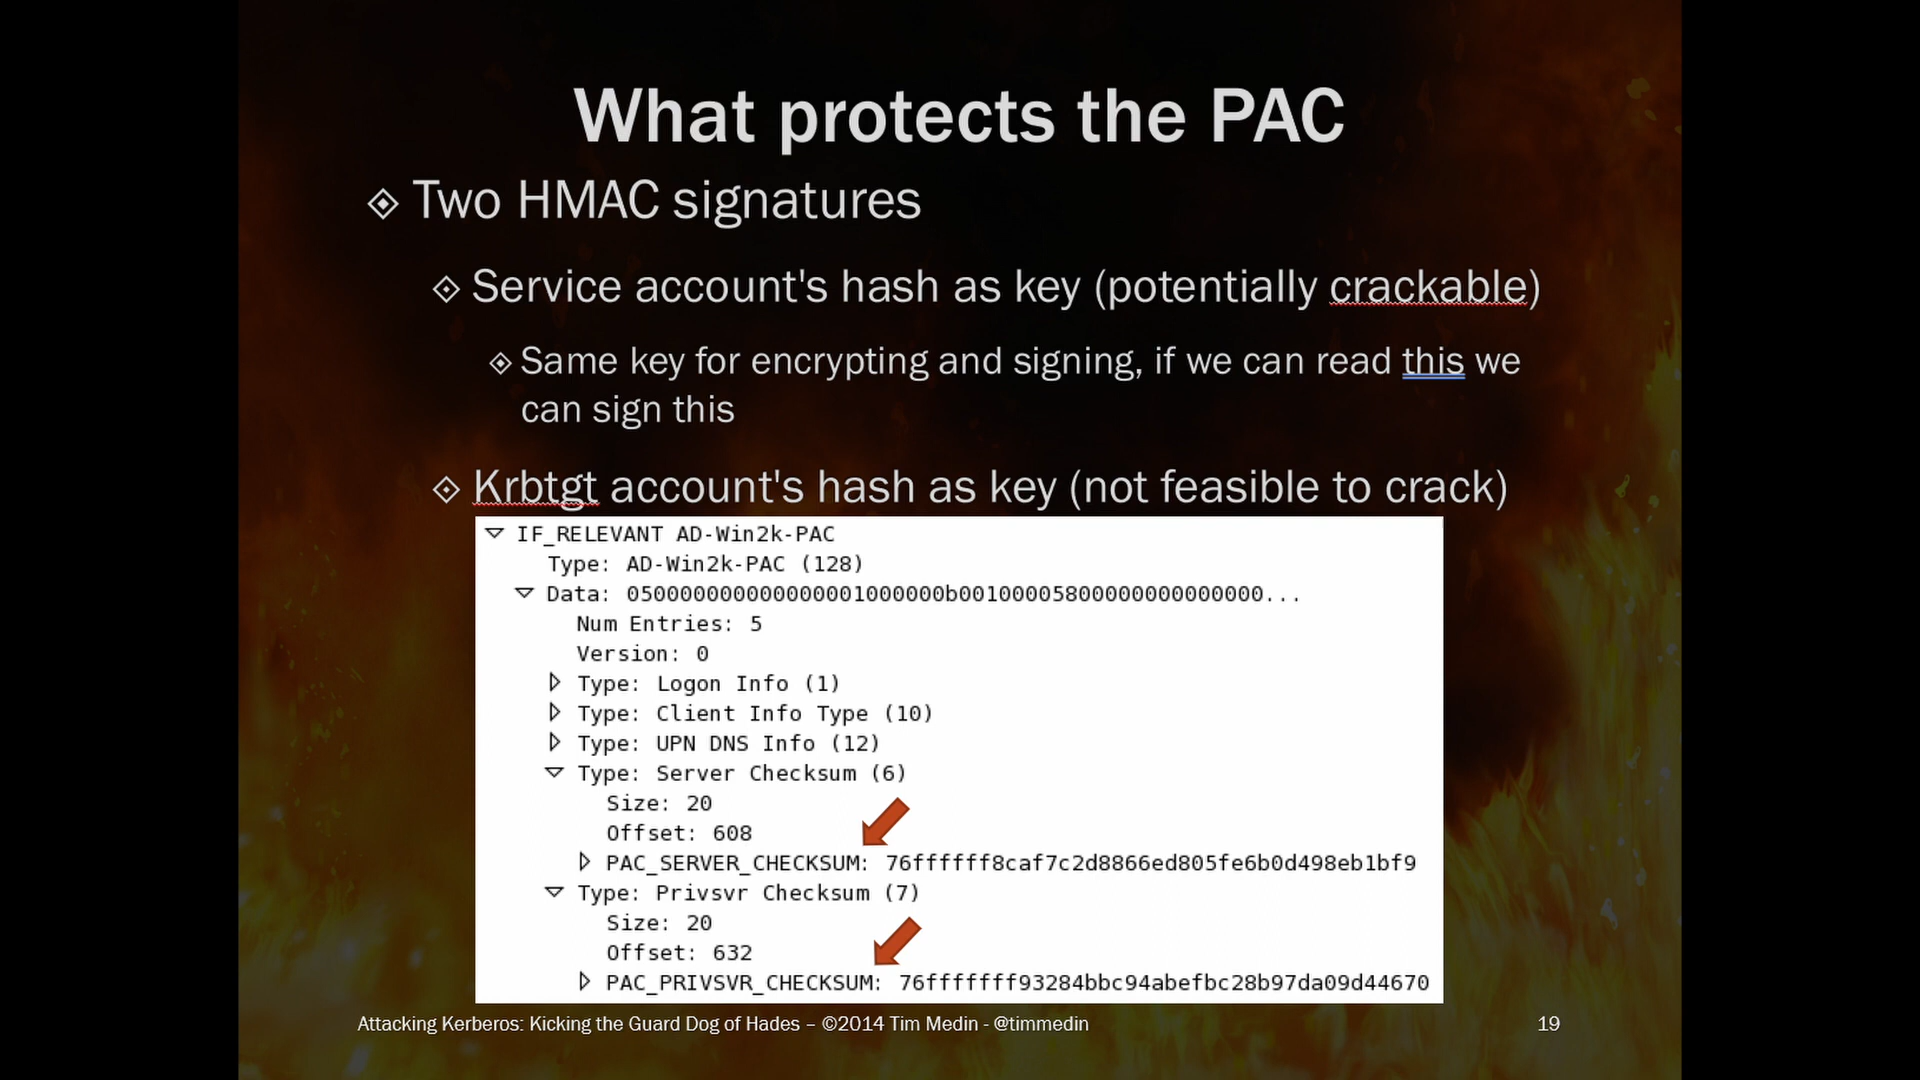 What protects the PAC
Two HMAC signatures
Service account's hash as key (potentially crackable)
Same key for encrypting and signing, if we can read this we
can sign this
Krbtgt account's hash as key (not feasible to crack)
IF_RELEVANT AD-Win2k-PAC
Type: AD-Win2k-PAC (128)
Data: 050000000000000001000000b0010000580000000000000000...
Num Entries: 5
Version: 0
Type: Logon Info (1)
Type: Client Info Type (10)
Type: UPN DNS Info (12)
Type: Server Checksum (6)
Size: 20
Offset: 608
PAC_SERVER_CHECKSUM: 76ffffff8caf7c2d8866ed805fe6b0d498eb1bf9
Type: Privsvr Checksum (7)
Size: 20
Offset: 632
PAC_PRIVSVR_CHECKSUM: 76fffffff93284bbc94abefbc28b97da09d44670
Attacking Kerberos: Kicking the Guard Dog of Hades – ©2014 Tim Medin - @timmedin
19